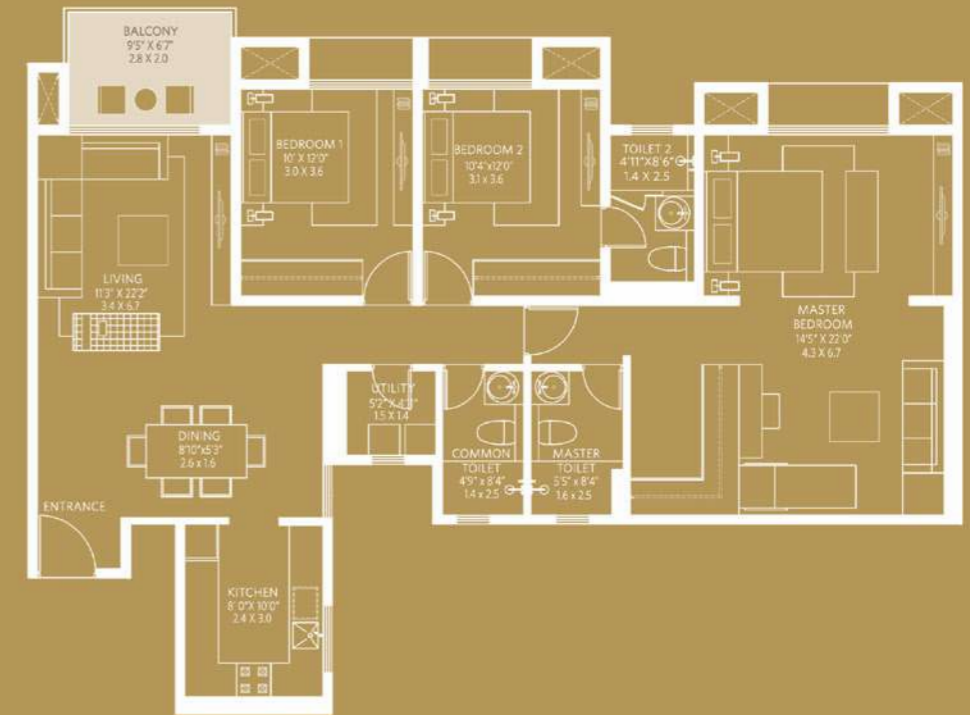 BALCONY
9'5" X 6'7"
2.8 X 2.0
BEDROOM 1
10' X 12'0"
3.0 X 3.6
BEDROOM 2
10'4"x12'0"
3.1 x 3.6
TOILET 2
4'11"X8'6"
1.4 X 2.5
LIVING
11'3" X 22'2"
3.4 X 6.7
MASTER
BEDROOM
14'5" X 22'0"
4.3 X 6.7
UTILITY
1.5 X 1.4
DINING
8'10"x5'3"
2.6 x 1.6
COMMON
TOILET
4'9" x 8'4"
1.4 x 2.5
MASTER
TOILET
5'5" x 8'4"
1.6 x 2.5
ENTRANCE
KITCHEN
8'0"X 10'0"
2.4 X 3.0